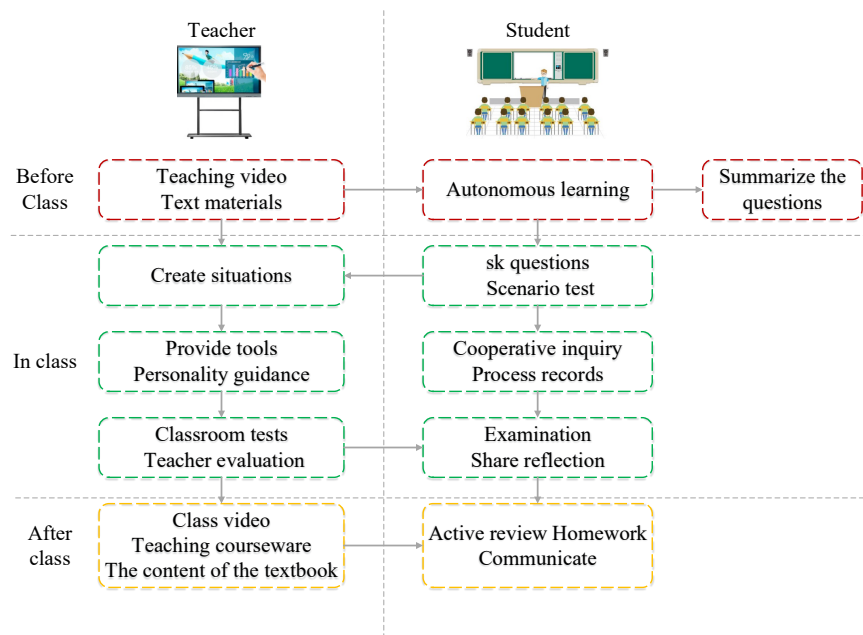 Teacher
Student
Before
Class
Teaching video
Text materials
Autonomous learning
Summarize the
questions
In class
Create situations
sk questions
Scenario test
Provide tools
Personality guidance
Cooperative inquiry
Process records
Classroom tests
Teacher evaluation
Examination
Share reflection
After
class
Class video
Teaching courseware
The content of the textbook
Active review Homework
Communicate